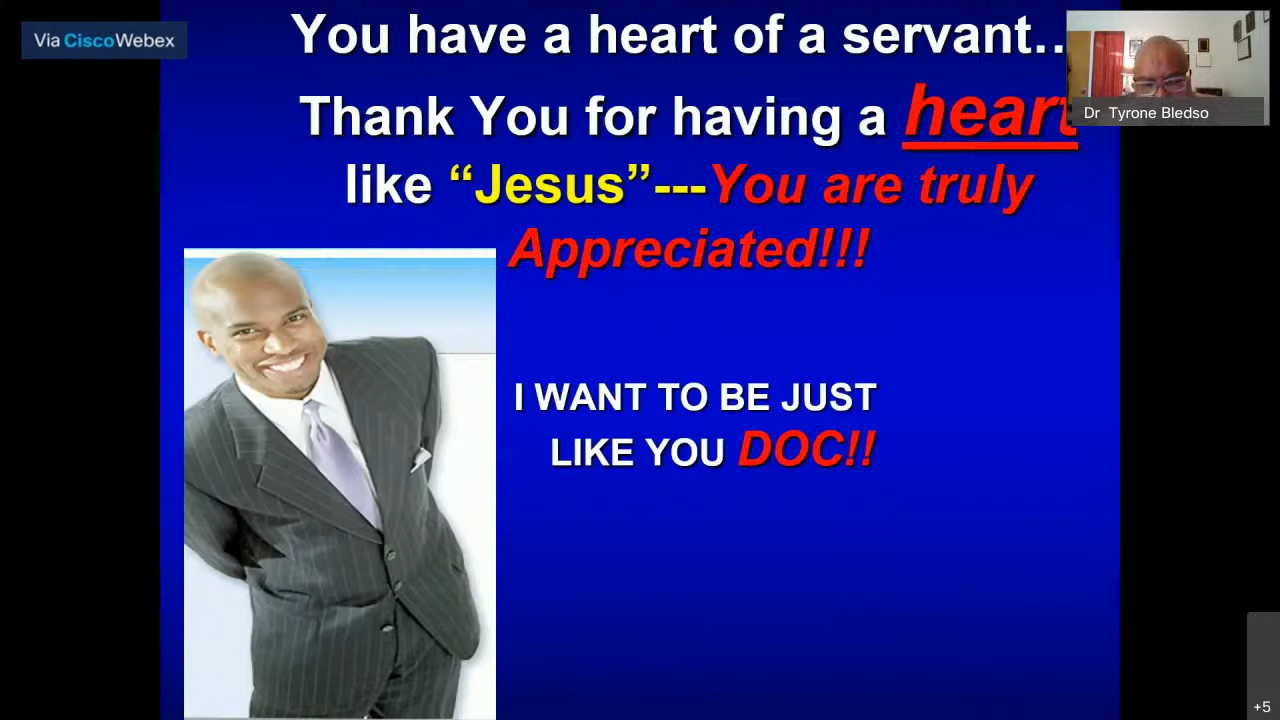 Via CiscoWebex
You have a heart of a servant..
Thank You for having a heart
like “Jesus”---You are truly
Appreciated!!!
Dr Tyrone Bledso
I WANT TO BE JUST
LIKE YOU DOC!!
+5